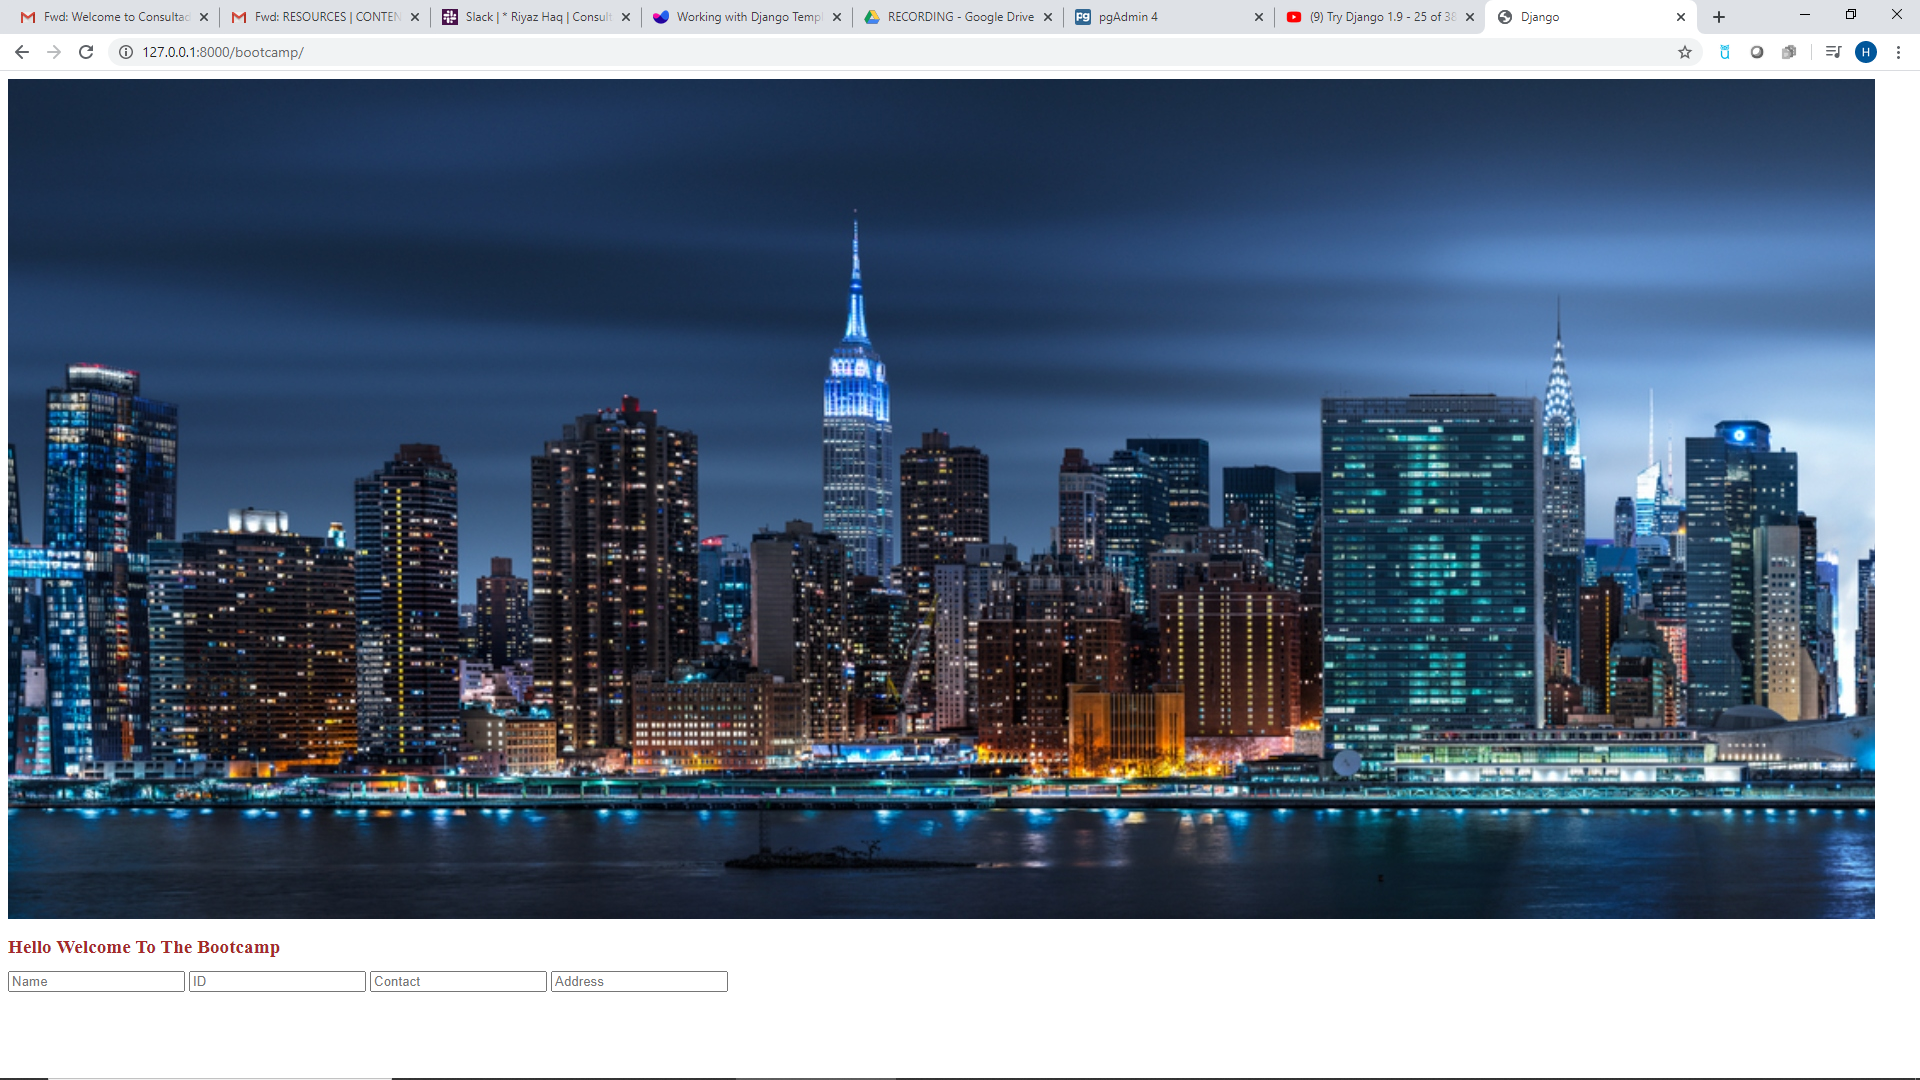 Fwd: Welcome to Consultad
Fwd: RESOURCES | CONTEN
Slack | * Riyaz Haq | Consult
Working with Django Templ
RECORDING - Google Drive
Pg pgAdmin 4
(9) Try Django 1.9 - 25 of 38
Django
127.0.0.1:8000/bootcamp/
H
Hello Welcome To The Bootcamp
Name ID Contact Address